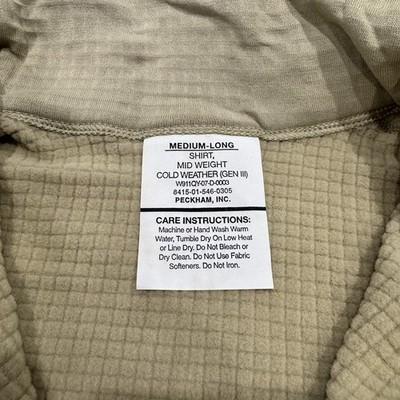 MEDIUM-LONG
SHIRT,
MID WEIGHT
COLD WEATHER (GEN III)
W911QY-07-D-0003
8415-01-546-0305
PECKHAM, INC.
CARE INSTRUCTIONS:
Machine or Hand Wash Warm
Water, Tumble Dry On Low Heat
or Line Dry. Do Not Bleach or
Dry Clean. Do Not Use Fabric
Softeners. Do Not Iron.